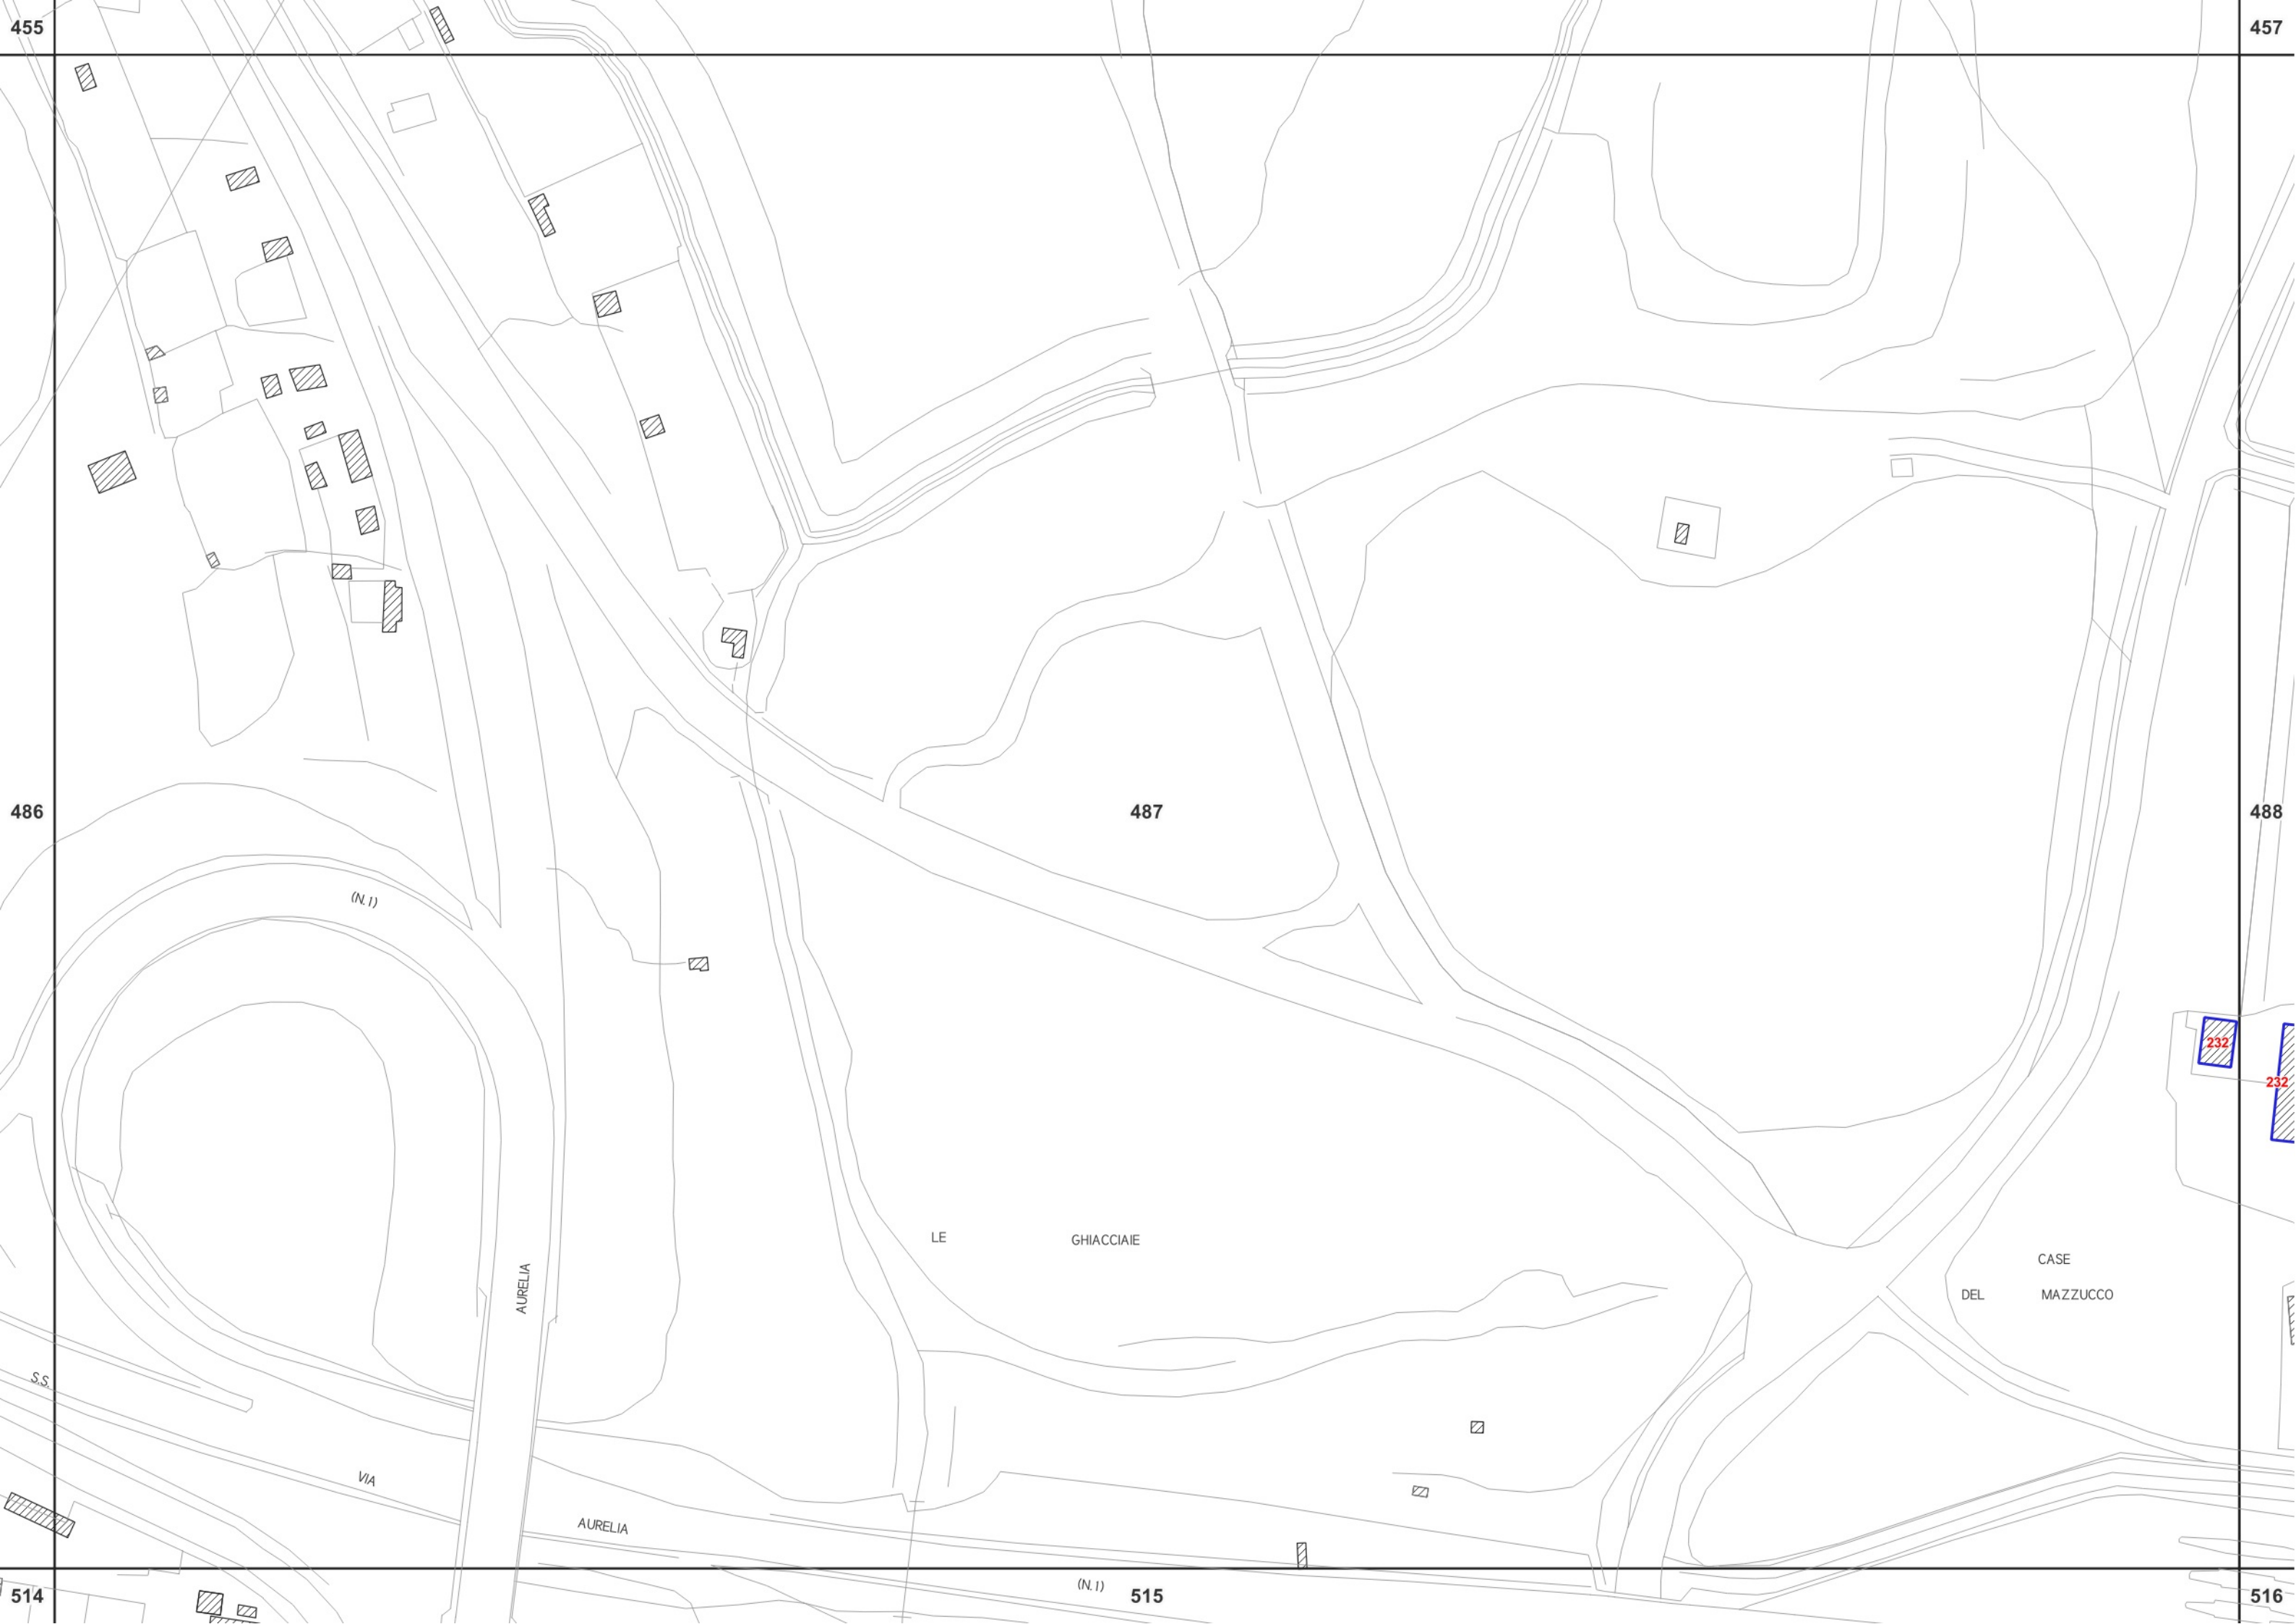 455
457
486
487
488
(N.1)
232
232
LE GHIACCIAIE
CASE
DEL MAZZUCCO
AURELIA
S.S.
VIA
AURELIA
(N.1)
514
515
516